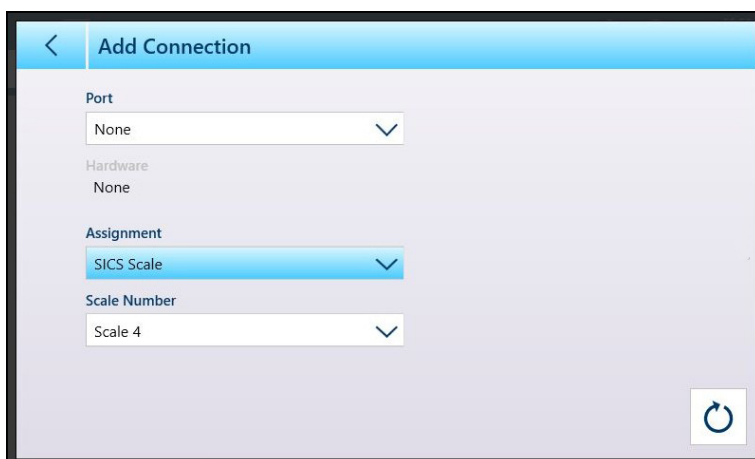 Add Connection
Port
None
Hardware
None
Assignment
SICS Scale
Scale Number
Scale 4